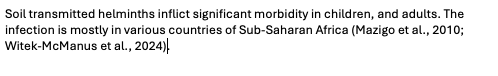 Soil transmitted helminths inflict significant morbidity in children, and adults. The
infection is mostly in various countries of Sub-Saharan Africa (Mazigo et al., 2010;
Witek-McManus et al., 2024).